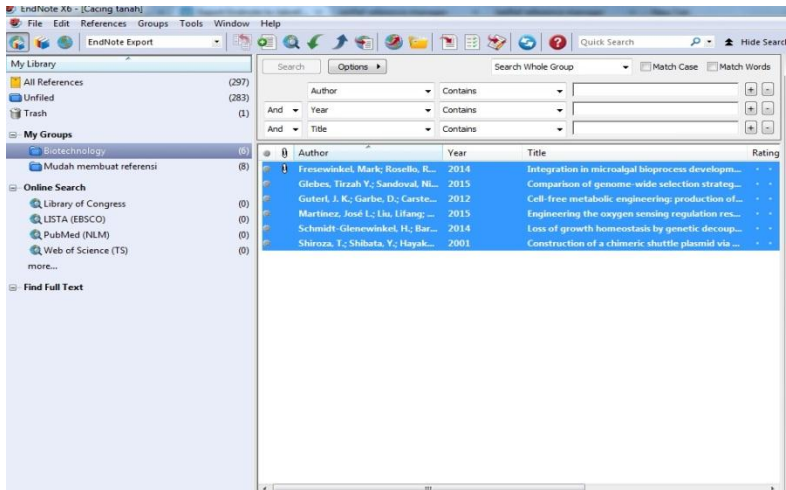 EndNote X6 - [Cacing tanah]
File Edit References Groups Tools Window Help
EndNote Export
Quick Search
Hide Searc
My Library
All References (297)
Unfiled (283)
Trash (1)
My Groups
Biotechnology (6)
Mudah membuat referensi (8)
Online Search
Library of Congress (0)
LISTA (EBSCO) (0)
PubMed (NLM) (0)
Web of Science (TS) (0)
more...
Find Full Text
Search Options Search Whole Group Match Case Match Words
Author Contains + -
And Year Contains + -
And Title Contains + -
Author Year Title Rating
Fresewinkel, Mark; Rosello, R... 2014 Integration in microalgal bioprocess developm...
Glebes, Tirzah Y.; Sandoval, Ni... 2015 Comparison of genome-wide selection strateg...
Guterl, J. K.; Garbe, D.; Carste... 2012 Cell-free metabolic engineering: production of...
Martínez, José L.; Liu, Lifang; ... 2015 Engineering the oxygen sensing regulation res...
Schmidt-Glenewinkel, H.; Bar... 2014 Loss of growth homeostasis by genetic decoup...
Shiroza, T.; Shibata, Y.; Hayak... 2001 Construction of a chimeric shuttle plasmid via ...